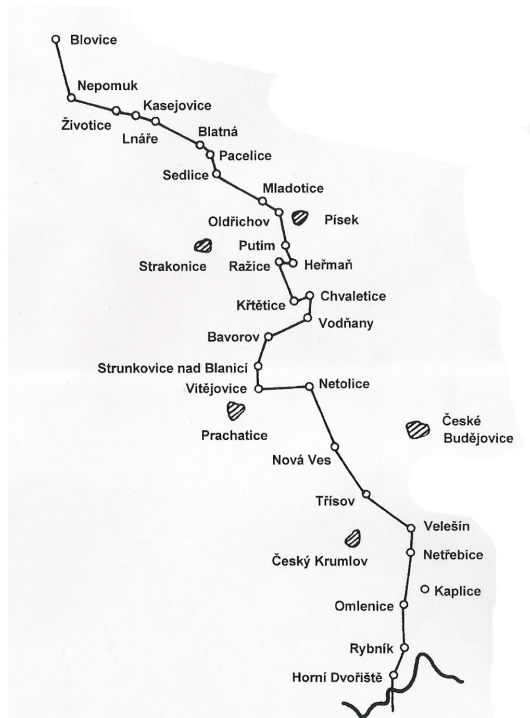 Blovice
Nepomuk
Kasejovice
Životice
Lnáře
Blatná
Pacelice
Sedlice
Mladotice
Oldřichov
Písek
Putim
Strakonice
Ražice
Heřmaň
Chvaletice
Křtětice
Vodňany
Bavorov
Strunkovice nad Blanicí
Vitějovice
Netolice
Prachatice
České
Budějovice
Nová Ves
Třísov
Velešín
Netřebice
Český Krumlov
Kaplice
Omlenice
Rybník
Horní Dvořiště